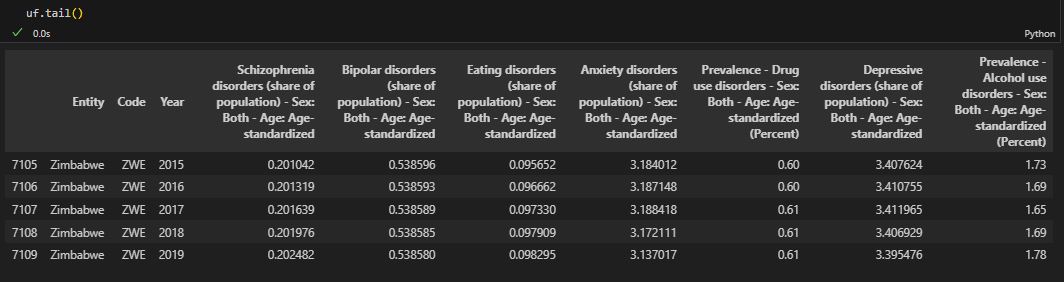 uf.tail()
0.0s Python
Entity Code Year Schizophrenia disorders (share of population) - Sex: Both - Age: Age-standardized Bipolar disorders (share of population) - Sex: Both - Age: Age-standardized Eating disorders (share of population) - Sex: Both - Age: Age-standardized Anxiety disorders (share of population) - Sex: Both - Age: Age-standardized Prevalence - Drug use disorders - Sex: Both - Age: Age-standardized (Percent) Depressive disorders (share of population) - Sex: Both - Age: Age-standardized Prevalence - Alcohol use disorders - Sex: Both - Age: Age-standardized (Percent)
7105 Zimbabwe ZWE 2015 0.201042 0.538596 0.095652 3.184012 0.60 3.407624 1.73
7106 Zimbabwe ZWE 2016 0.201319 0.538593 0.096662 3.187148 0.60 3.410755 1.69
7107 Zimbabwe ZWE 2017 0.201639 0.538589 0.097330 3.188418 0.61 3.411965 1.65
7108 Zimbabwe ZWE 2018 0.201976 0.538585 0.097909 3.172111 0.61 3.406929 1.69
7109 Zimbabwe ZWE 2019 0.202482 0.538580 0.098295 3.137017 0.61 3.395476 1.78